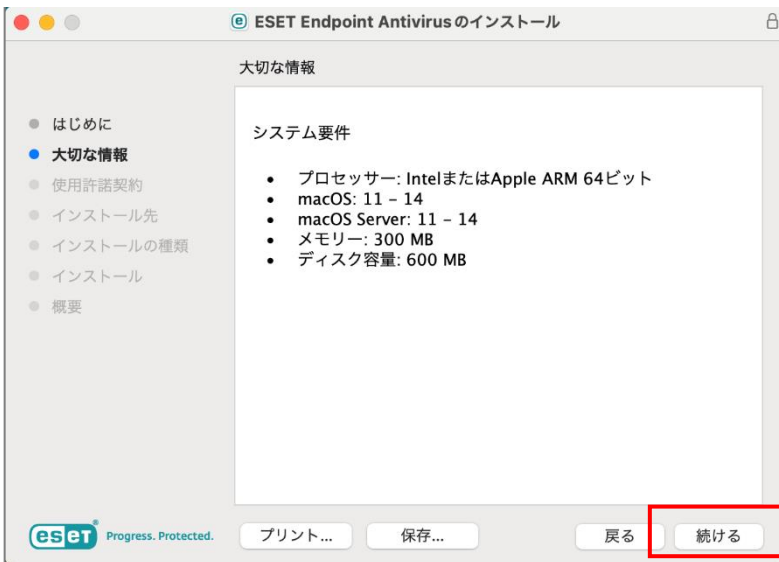 ESET Endpoint Antivirusのインストール
大切な情報
はじめに
大切な情報
使用許諾契約
インストール先
インストールの種類
インストール
概要
システム要件
• プロセッサー: IntelまたはApple ARM 64ビット
• macOS: 11 – 14
• macOS Server: 11 – 14
• メモリー: 300 MB
• ディスク容量: 600 MB
eset Progress. Protected.
プリント... 保存... 戻る 続ける